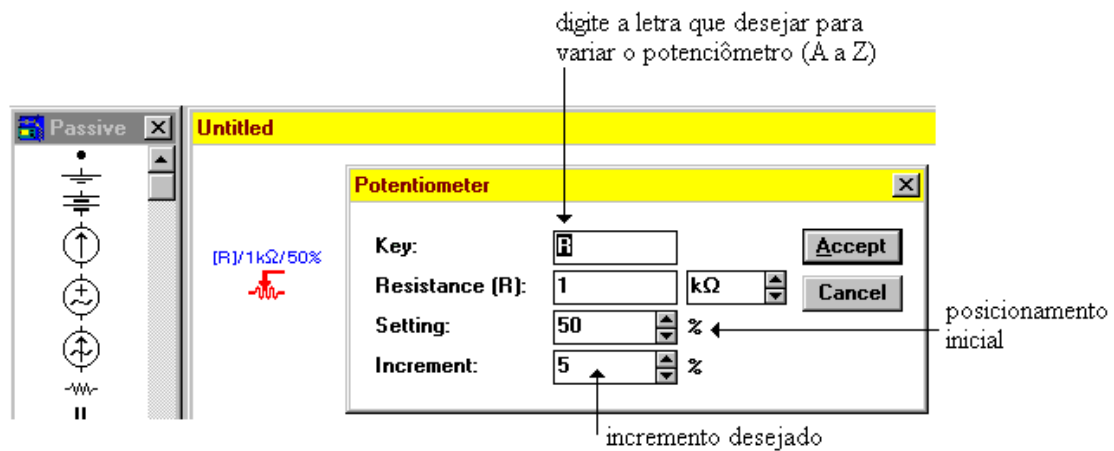 digite a letra que desejar para
variar o potenciômetro (A a Z)
Passive
Untitled
Potentiometer
[R]/1kΩ/50%
Key:
R
Accept
Resistance (R):
1
kΩ
Cancel
Setting:
50
%
posicionamento
inicial
Increment:
5
%
incremento desejado